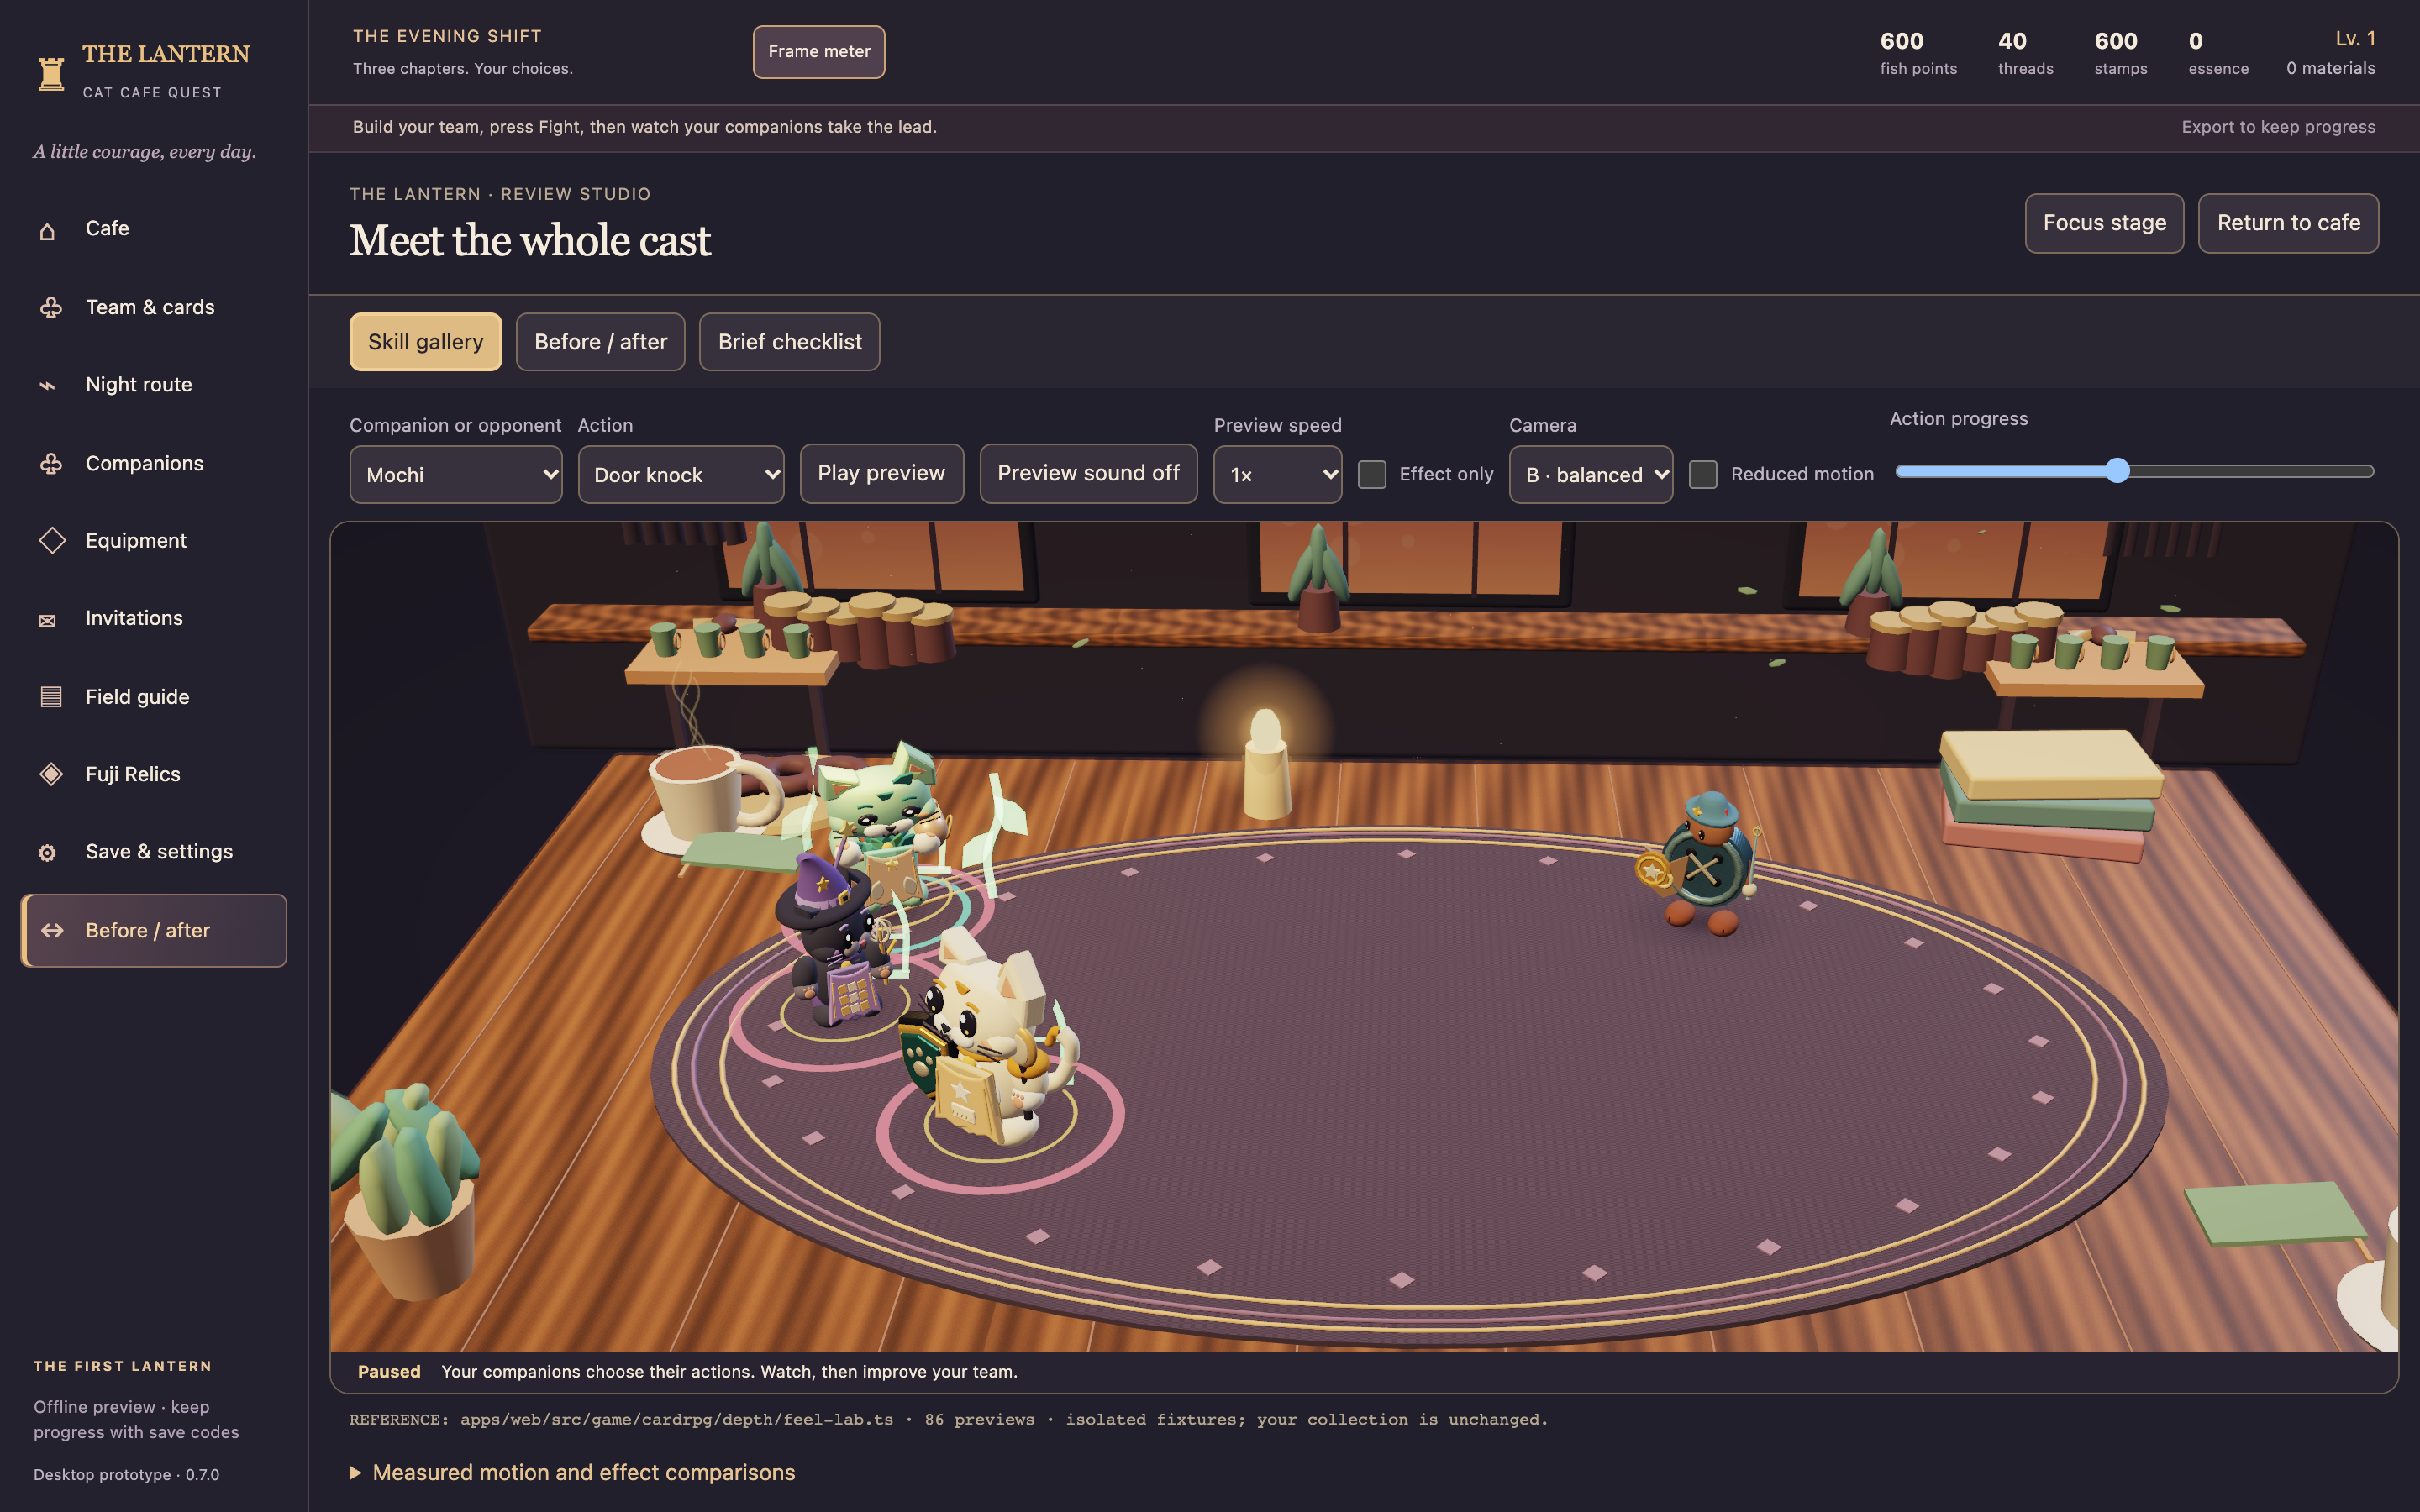 THE LANTERN
CAT CAFE QUEST
A little courage, every day.
Cafe
Team & cards
Night route
Companions
Equipment
Invitations
Field guide
Fuji Relics
Save & settings
Before / after
THE FIRST LANTERN
Offline preview · keep
progress with save codes
Desktop prototype · 0.7.0
THE EVENING SHIFT
Three chapters. Your choices.
Frame meter
600 fish points
40 threads
600 stamps
0 essence
Lv. 1
0 materials
Build your team, press Fight, then watch your companions take the lead.
Export to keep progress
THE LANTERN · REVIEW STUDIO
Meet the whole cast
Focus stage
Return to cafe
Skill gallery
Before / after
Brief checklist
Companion or opponent
Mochi
Action
Door knock
Play preview
Preview sound off
Preview speed
1×
Effect only
Camera
B · balanced
Reduced motion
Action progress
Paused Your companions choose their actions. Watch, then improve your team.
REFERENCE: apps/web/src/game/cardrpg/depth/feel-lab.ts · 86 previews · isolated fixtures; your collection is unchanged.
Measured motion and effect comparisons